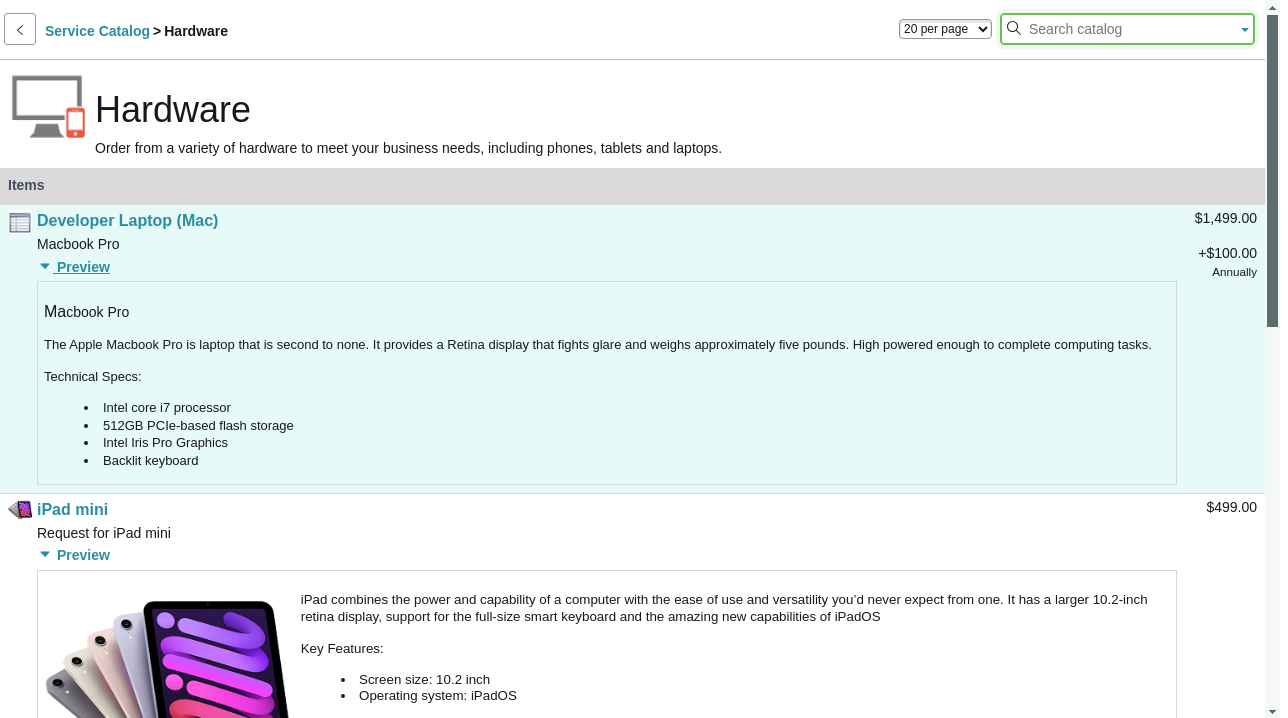 Service Catalog > Hardware
20 per page
Search catalog
Hardware
Order from a variety of hardware to meet your business needs, including phones, tablets and laptops.
Items
Developer Laptop (Mac)
$1,499.00
Macbook Pro
+$100.00
Preview
Annually
Macbook Pro
The Apple Macbook Pro is laptop that is second to none. It provides a Retina display that fights glare and weighs approximately five pounds. High powered enough to complete computing tasks.
Technical Specs:
Intel core i7 processor
512GB PCIe-based flash storage
Intel Iris Pro Graphics
Backlit keyboard
iPad mini
$499.00
Request for iPad mini
Preview
iPad combines the power and capability of a computer with the ease of use and versatility you’d never expect from one. It has a larger 10.2-inch
retina display, support for the full-size smart keyboard and the amazing new capabilities of iPadOS
Key Features:
Screen size: 10.2 inch
Operating system: iPadOS